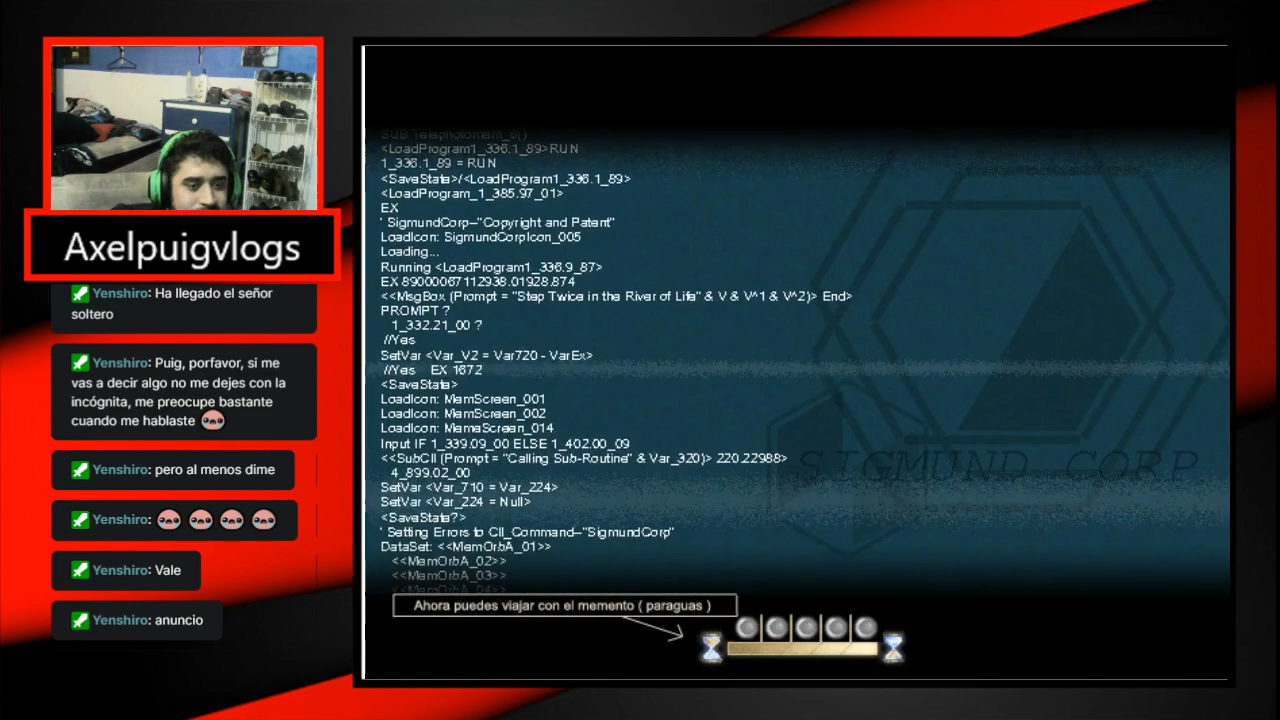 Axelpuigvlogs
Yenshiro: Ha llegado el señor
soltero
Yenshiro: Puig, porfavor, si me
vas a decir algo no me dejes con la
incógnita, me preocupe bastante
cuando me hablaste
Yenshiro: pero al menos dime
Yenshiro:
Yenshiro: Vale
Yenshiro: anuncio
<LoadProgram1_336.1_89>RUN
1_336.1_89 = RUN
<SaveState>/<LoadProgram1_336.1_89>
<LoadProgram_1_385.97_01>
EX
' SigmundCorp-"Copyright and Patent"
LoadIcon: SigmundCorpIcon_005
Loading...
Running <LoadProgram1_336.9_87>
EX 89000067112938.01928.874
<<MsgBox (Prompt = "Step Twice in the River of Life" & V & V^1 & V^2)> End>
PROMPT ?
1_332.21_00 ?
//Yes
SetVar <Var_V2 = Var720 - VarEx>
//Yes EX 1672
<SaveState>
LoadIcon: MemScreen_001
LoadIcon: MemScreen_002
LoadIcon: MemeScreen_014
Input IF 1_339.09_00 ELSE 1_402.00_09
<<SubCll (Prompt = "Calling Sub-Routine" & Var_320)> 220.22988>
4_899.02_00
SetVar <Var_710 = Var_224>
SetVar <Var_224 = Null>
<SaveState?>
' Setting Errors to Cll_Command-"SigmundCorp"
DataSet: <<MemOrbA_01>>
<<MemOrbA_02>>
<<MemOrbA_03>>
<<MemOrbA_04>>
SIGMUND CORP
Ahora puedes viajar con el memento ( paraguas )